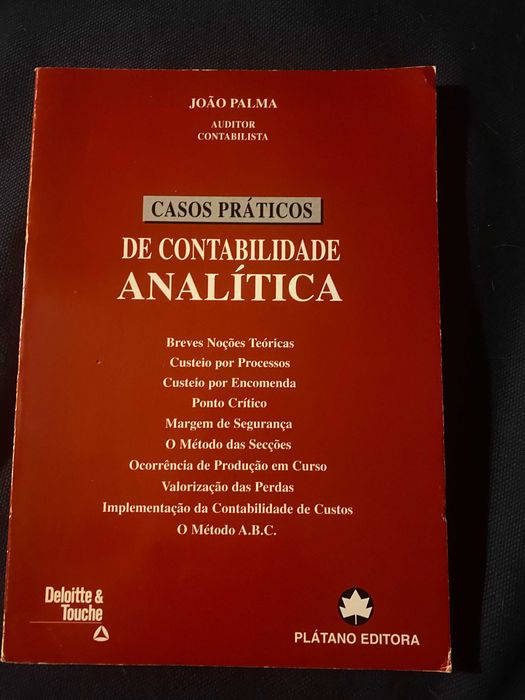 JOÃO PALMA
AUDITOR
CONTABILISTA
CASOS PRÁTICOS
DE CONTABILIDADE
ANALÍTICA
Breves Noções Teóricas
Custeio por Processos
Custeio por Encomenda
Ponto Crítico
Margem de Segurança
O Método das Secções
Ocorrência de Produção em Curso
Valorização das Perdas
Implementação da Contabilidade de Custos
O Método A.B.C.
Deloitte &
Touche
PLÁTANO EDITORA